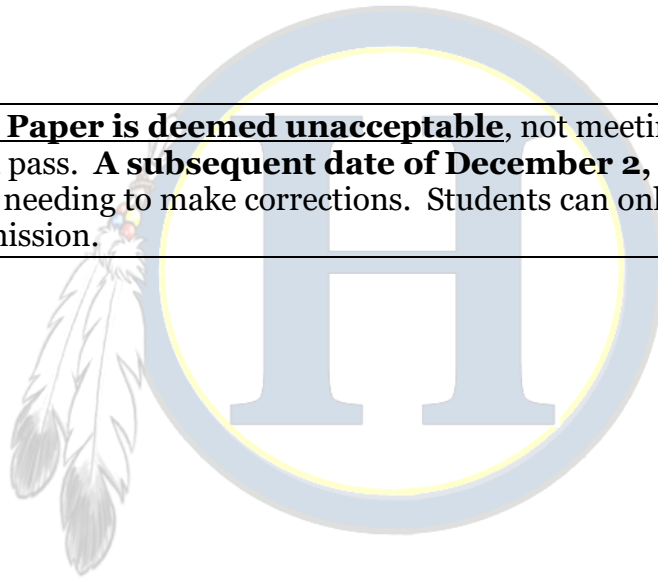 Paper is deemed unacceptable, not meetin
pass. A subsequent date of December 2,
needing to make corrections. Students can onl
nission.
H